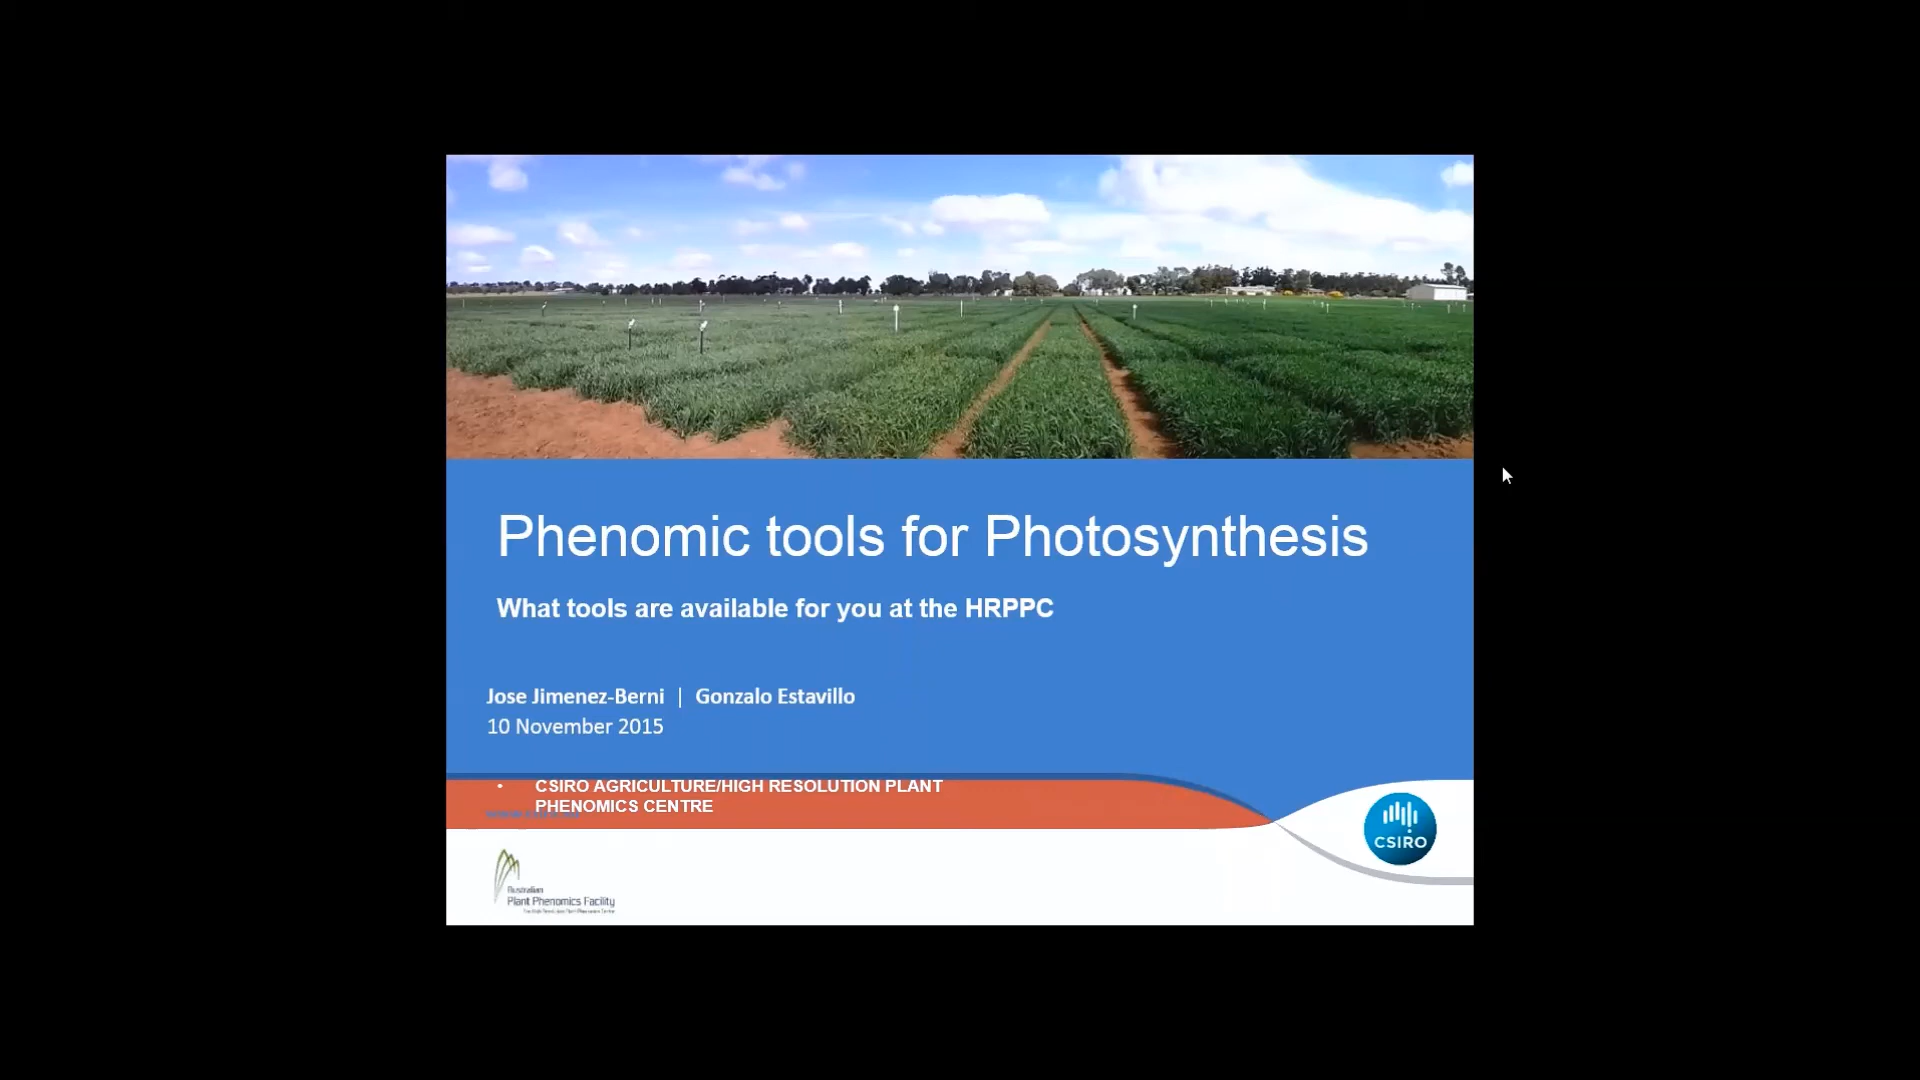 Phenomic tools for Photosynthesis
What tools are available for you at the HRPPC
Jose Jimenez-Berni | Gonzalo Estavillo
10 November 2015
• CSIRO AGRICULTURE/HIGH RESOLUTION PLANT
PHENOMICS CENTRE
CSIRO
Australian
Plant Phenomics Facility